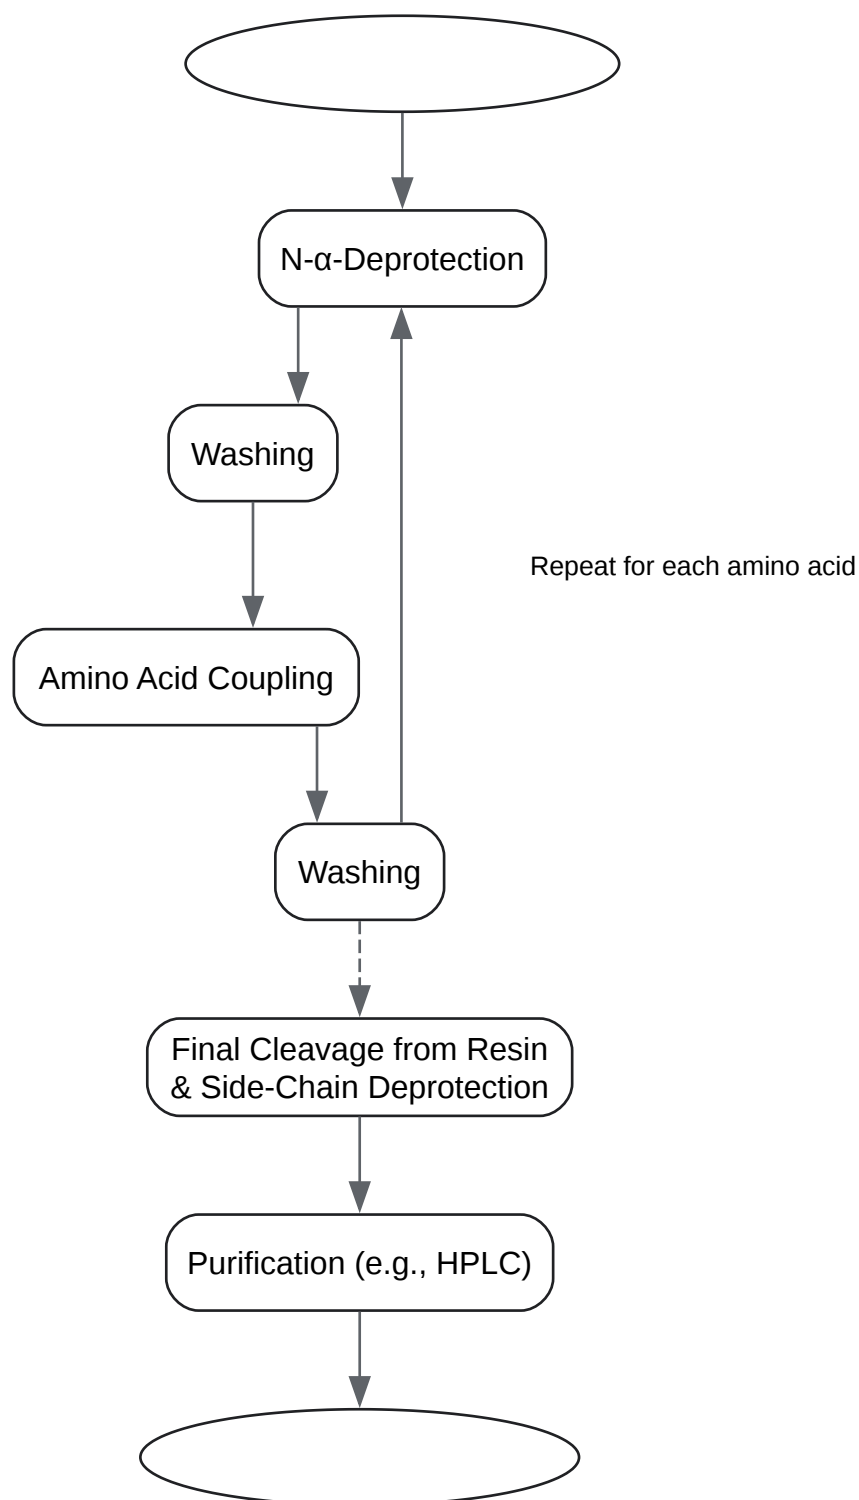 N-α-Deprotection
Washing
Repeat for each amino acid
Amino Acid Coupling
Washing
Final Cleavage from Resin
& Side-Chain Deprotection
Purification (e.g., HPLC)